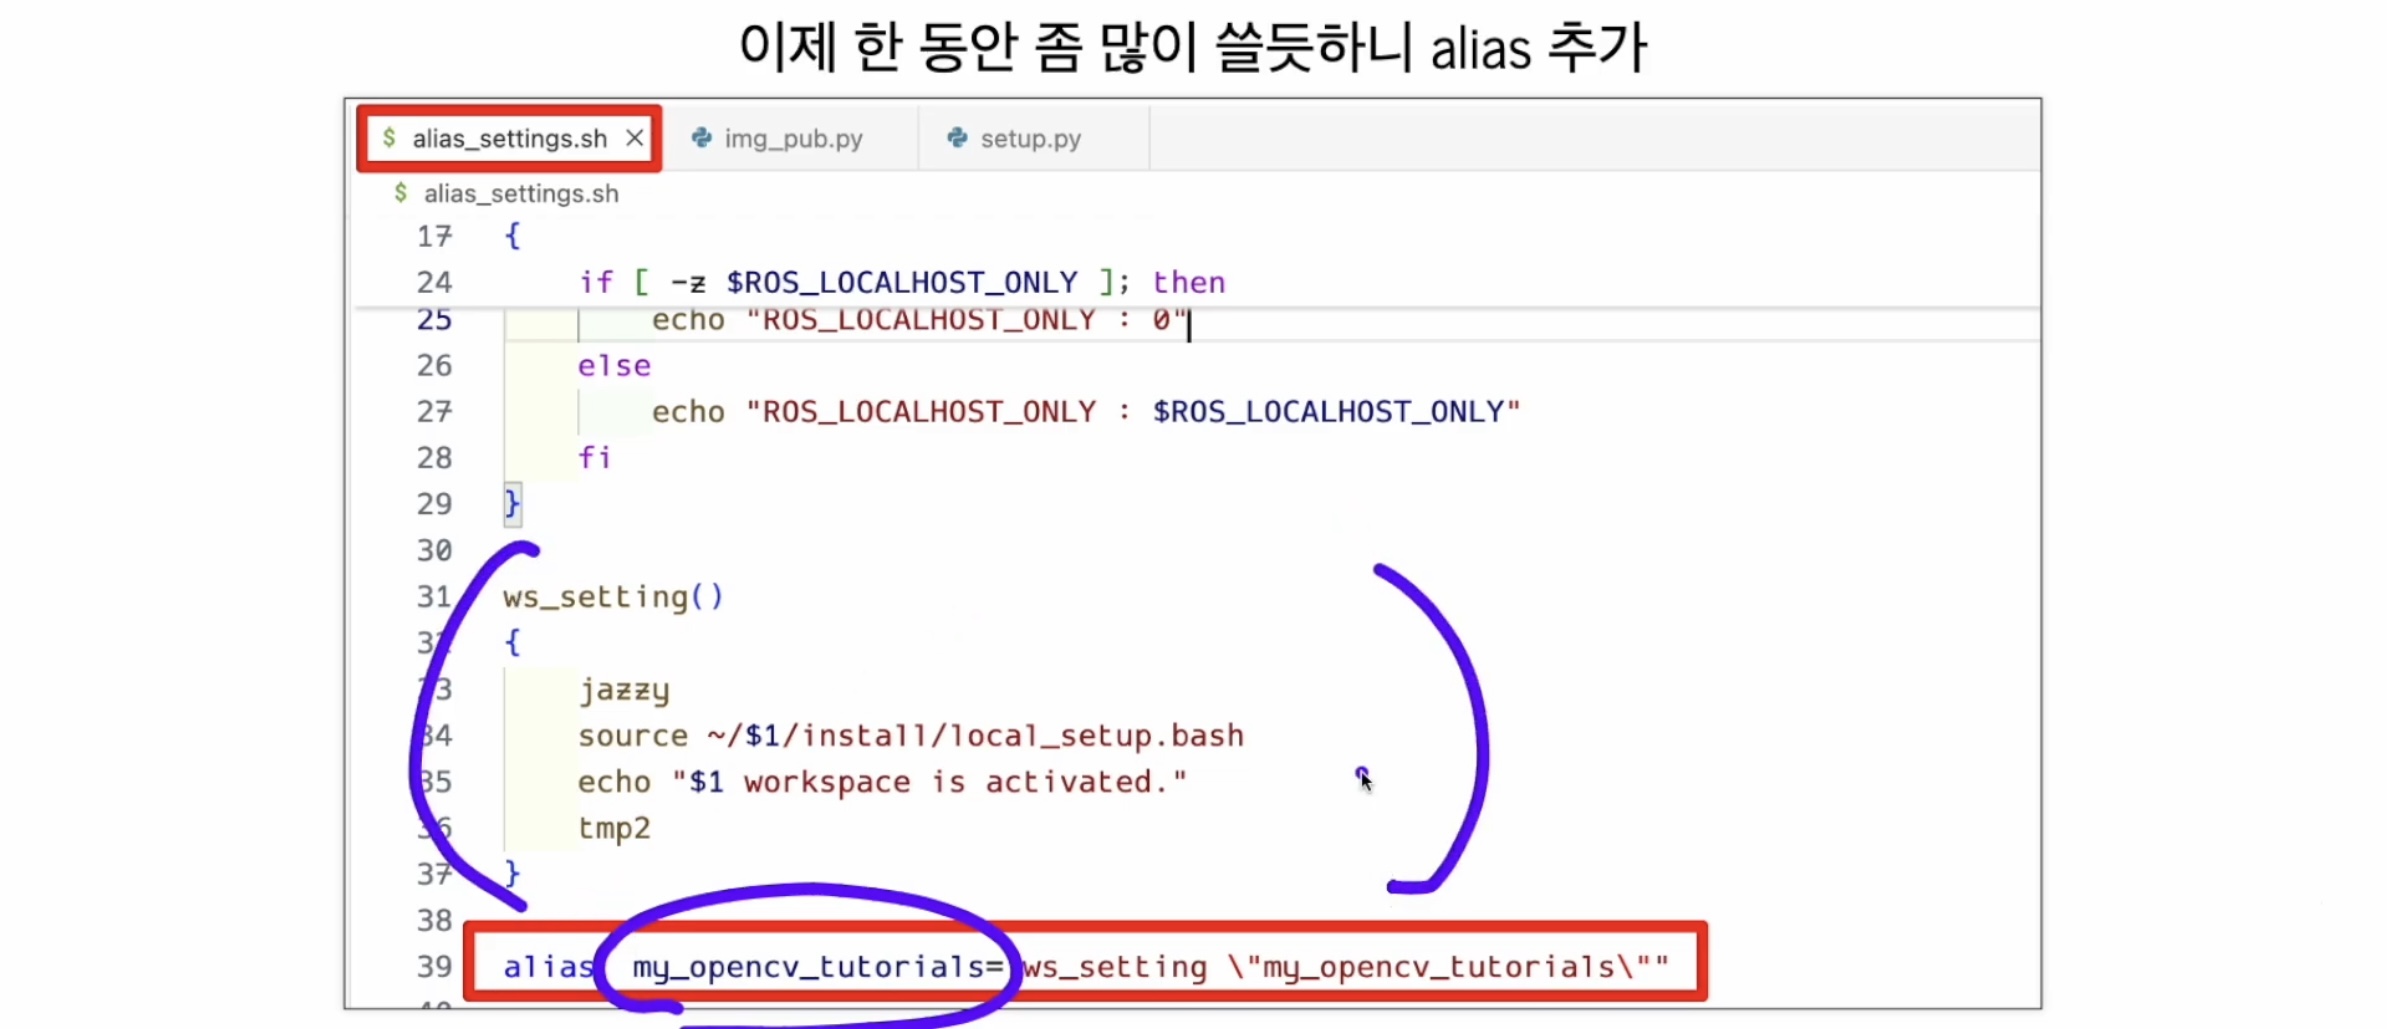 이제 한 동안 좀 많이 쓸듯하니 alias 추가
$ alias_settings.sh × img_pub.py setup.py
$ alias_settings.sh
17 {
24 if [ -z $ROS_LOCALHOST_ONLY ]; then
25 echo "ROS_LOCALHOST_ONLY : 0"
26 else
27 echo "ROS_LOCALHOST_ONLY : $ROS_LOCALHOST_ONLY"
28 fi
29 }
30
31 ws_setting()
32 {
33 jazzy
34 source ~/$1/install/local_setup.bash
35 echo "$1 workspace is activated."
36 tmp2
37 }
38
39 alias my_opencv_tutorials= ws_setting \"my_opencv_tutorials\""